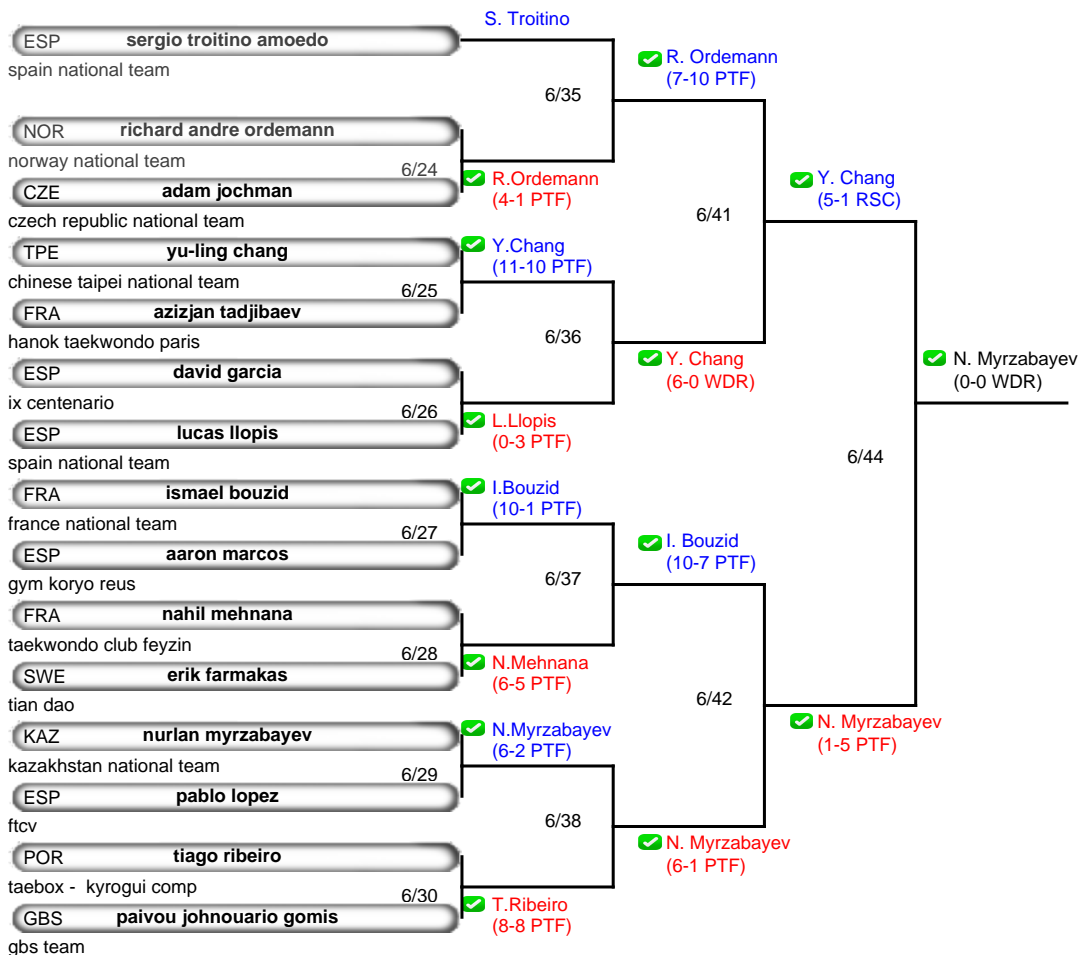 S. Troitino
ESP sergio troitino amoedo
spain national team
R. Ordemann
(7-10 PTF)
6/35
NOR richard andre ordemann
norway national team
6/24
CZE adam jochman
czech republic national team
R.Ordemann
(4-1 PTF)
Y. Chang
(5-1 RSC)
6/41
TPE yu-ling chang
chinese taipei national team
Y.Chang
(11-10 PTF)
6/25
FRA azizjan tadjibaev
hanok taekwondo paris
6/36
ESP david garcia
ix centenario
Y. Chang
(6-0 WDR)
N. Myrzabayev
(0-0 WDR)
6/26
ESP lucas llopis
spain national team
L.Llopis
(0-3 PTF)
6/44
FRA ismael bouzid
france national team
I.Bouzid
(10-1 PTF)
6/27
ESP aaron marcos
gym koryo reus
I. Bouzid
(10-7 PTF)
6/37
FRA nahil mehnana
taekwondo club feyzin
6/28
SWE erik farmakas
tian dao
N.Mehnana
(6-5 PTF)
6/42
N. Myrzabayev
(1-5 PTF)
KAZ nurlan myrzabayev
kazakhstan national team
N.Myrzabayev
(6-2 PTF)
6/29
ESP pablo lopez
ftcv
6/38
POR tiago ribeiro
taebox - kyrogui comp
N. Myrzabayev
(6-1 PTF)
6/30
GBS paivou johnouario gomis
gbs team
T.Ribeiro
(8-8 PTF)